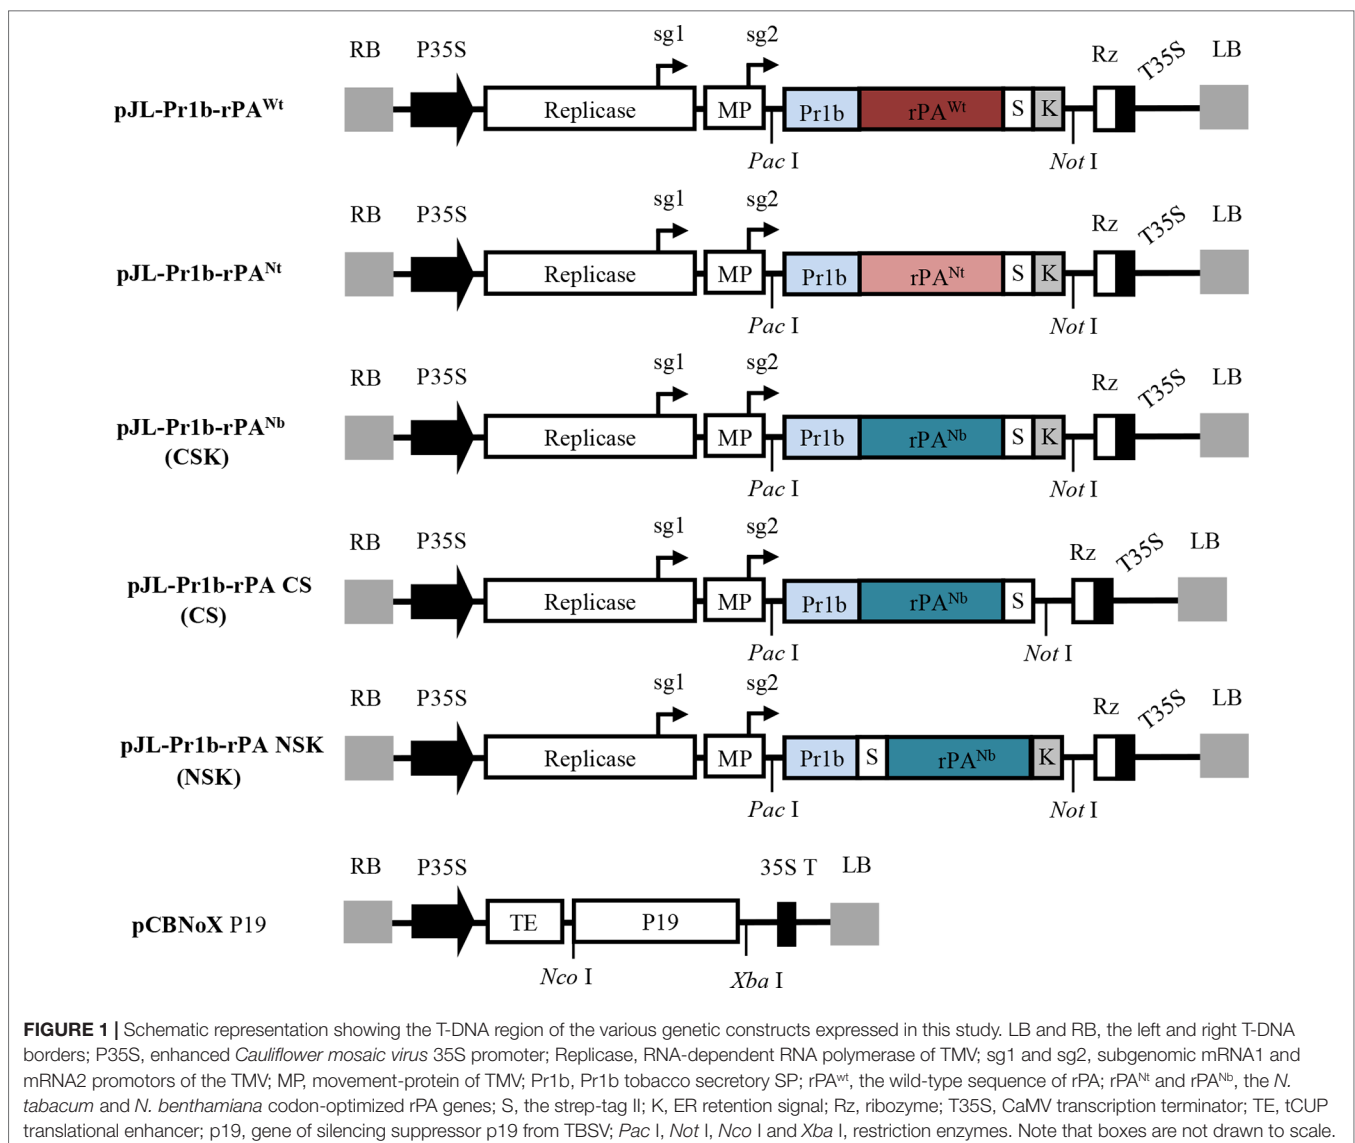 RB P35S sg1 sg2 Rz T35S LB
pJL-Pr1b-rPA^Wt Replicase MP Pr1b rPA^Wt S K
Pac I Not I
RB P35S sg1 sg2 Rz T35S LB
pJL-Pr1b-rPA^Nt Replicase MP Pr1b rPA^Nt S K
Pac I Not I
RB P35S sg1 sg2 Rz T35S LB
pJL-Pr1b-rPA^Nb Replicase MP Pr1b rPA^Nb S K
(CSK)
Pac I Not I
RB P35S sg1 sg2 Rz T35S LB
pJL-Pr1b-rPA CS Replicase MP Pr1b rPA^Nb S
(CS)
Pac I Not I
RB P35S sg1 sg2 Rz T35S LB
pJL-Pr1b-rPA NSK Replicase MP Pr1b S rPA^Nb K
(NSK)
Pac I Not I
RB P35S 35S T LB
pCBNoX P19 TE P19
Nco I Xba I
FIGURE 1 | Schematic representation showing the T-DNA region of the various genetic constructs expressed in this study. LB and RB, the left and right T-DNA
borders; P35S, enhanced Cauliflower mosaic virus 35S promoter; Replicase, RNA-dependent RNA polymerase of TMV; sg1 and sg2, subgenomic mRNA1 and
mRNA2 promotors of the TMV; MP, movement-protein of TMV; Pr1b, Pr1b tobacco secretory SP; rPA^wt, the wild-type sequence of rPA; rPA^Nt and rPA^Nb, the N.
tabacum and N. benthamiana codon-optimized rPA genes; S, the strep-tag II; K, ER retention signal; Rz, ribozyme; T35S, CaMV transcription terminator; TE, tCUP
translational enhancer; p19, gene of silencing suppressor p19 from TBSV; Pac I, Not I, Nco I and Xba I, restriction enzymes. Note that boxes are not drawn to scale.